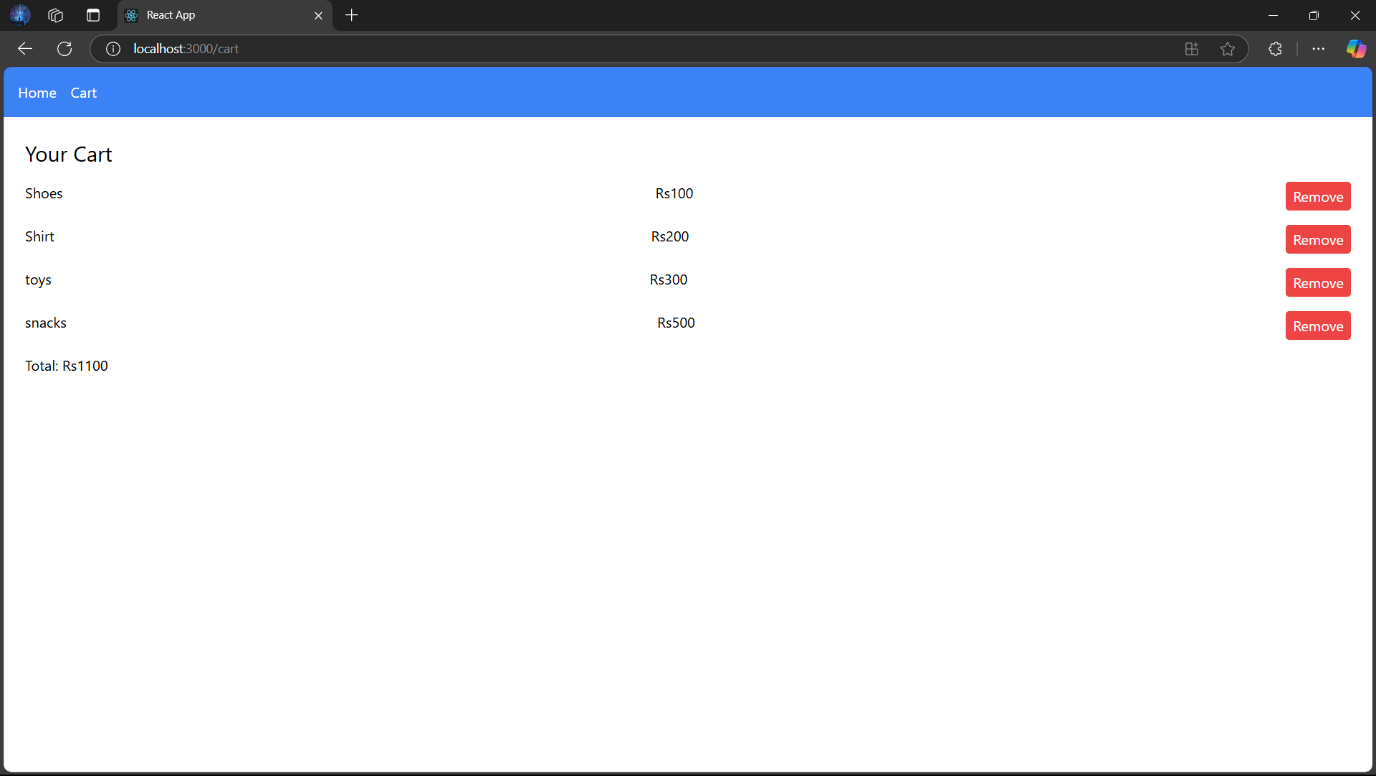 React App
localhost:3000/cart
Home Cart
Your Cart
Shoes Rs100 Remove
Shirt Rs200 Remove
toys Rs300 Remove
snacks Rs500 Remove
Total: Rs1100